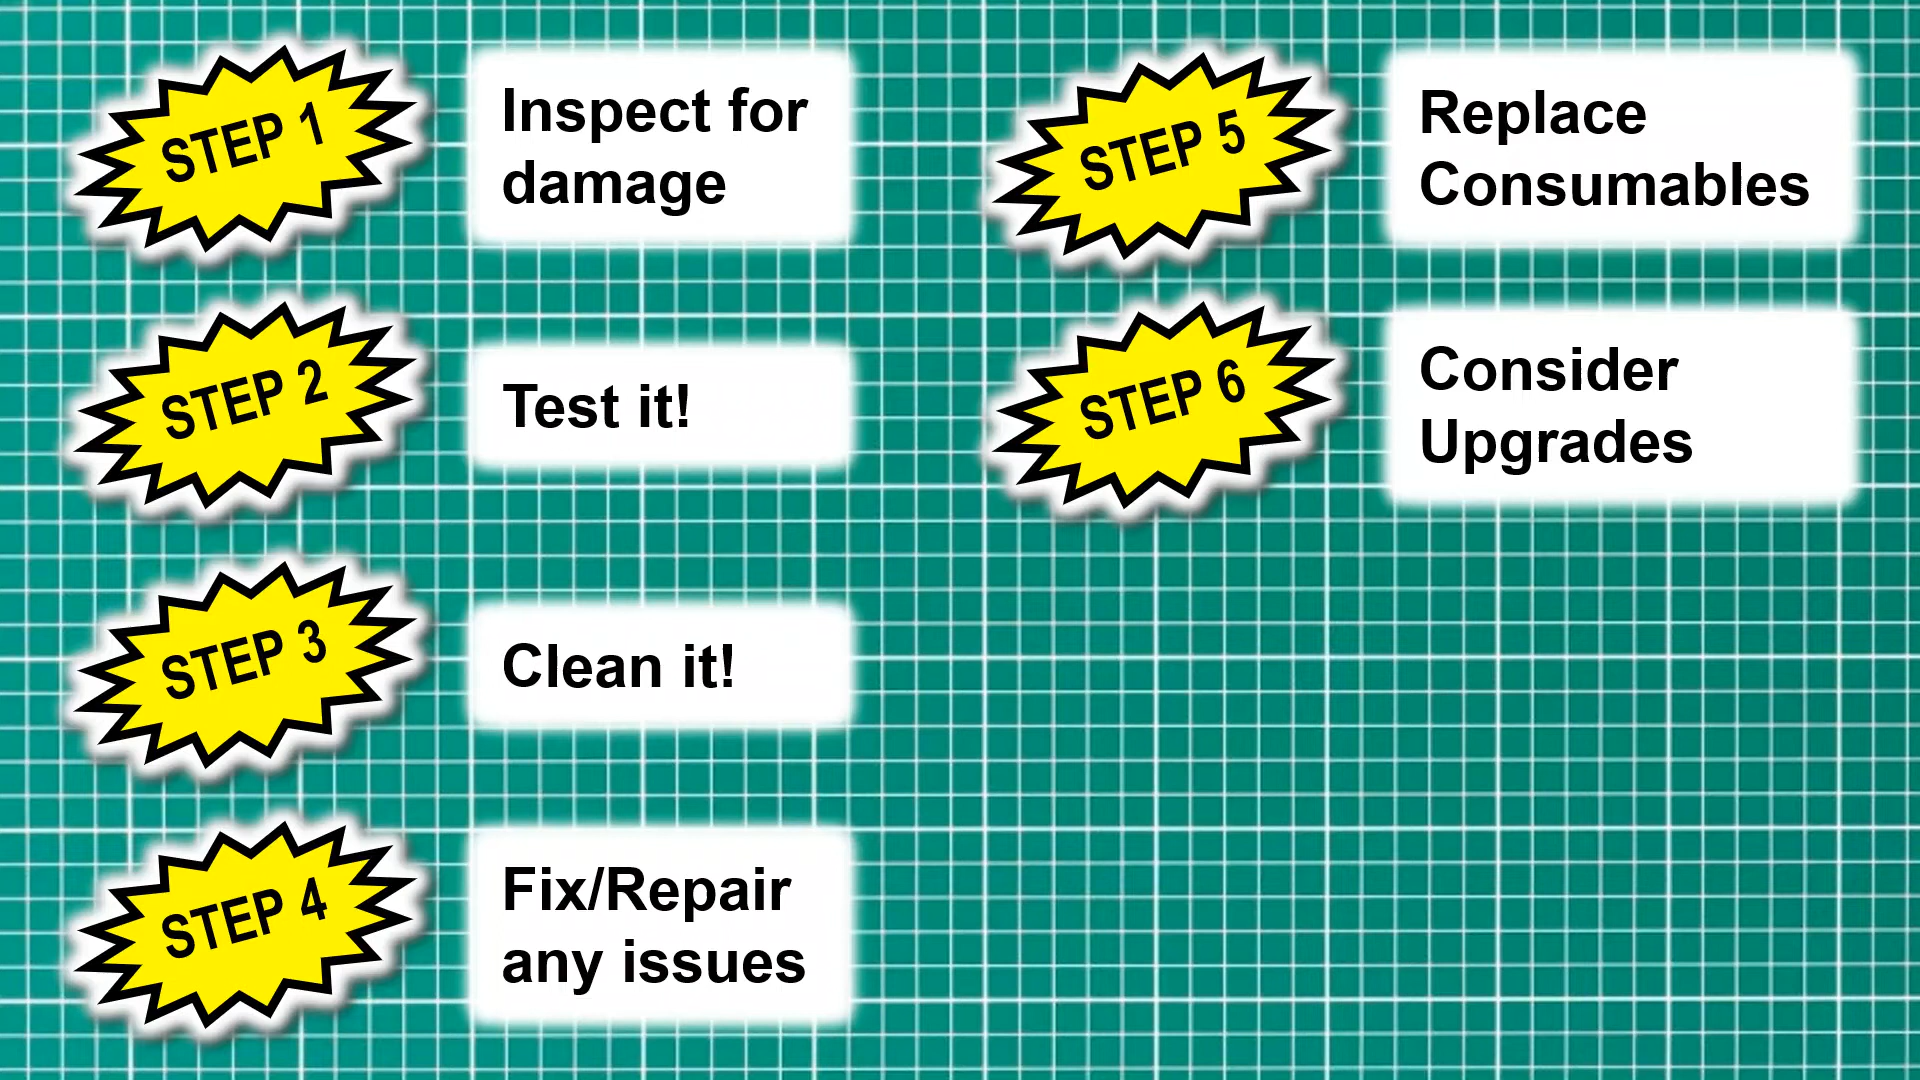 STEP 1
Inspect for
damage
STEP 2
Test it!
STEP 3
Clean it!
STEP 4
Fix/Repair
any issues
STEP 5
Replace
Consumables
STEP 6
Consider
Upgrades